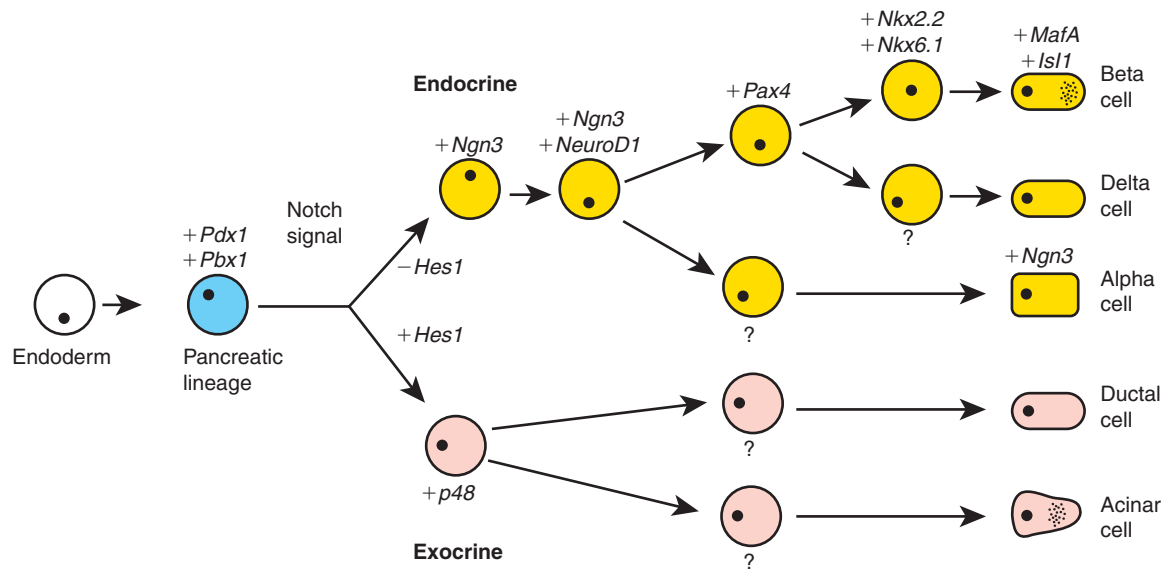 +Nkx2.2
+Nkx6.1
+MafA
+Isl1
Beta
cell
Endocrine
+Pax4
+Ngn3
+Ngn3
+NeuroD1
Delta
cell
?
Notch
signal
+Pdx1
+Pbx1
−Hes1
+Ngn3
Alpha
cell
?
+Hes1
Endoderm
Pancreatic
lineage
Ductal
cell
?
+p48
Acinar
cell
Exocrine
?